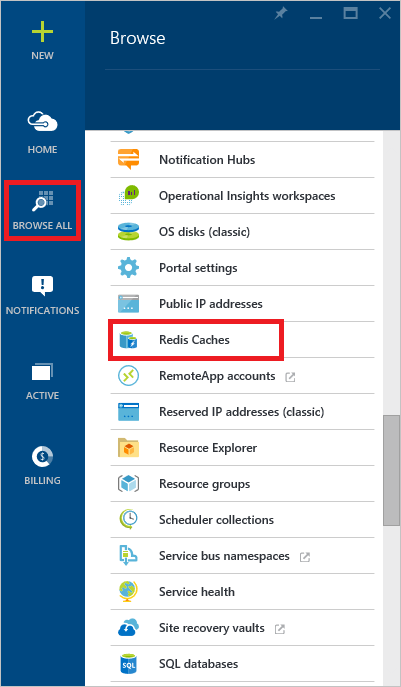 NEW
HOME
BROWSE ALL
NOTIFICATIONS
ACTIVE
BILLING
Browse
Notification Hubs
Operational Insights workspaces
OS disks (classic)
Portal settings
Public IP addresses
Redis Caches
RemoteApp accounts
Reserved IP addresses (classic)
Resource Explorer
Resource groups
Scheduler collections
Service bus namespaces
Service health
Site recovery vaults
SQL
SQL databases